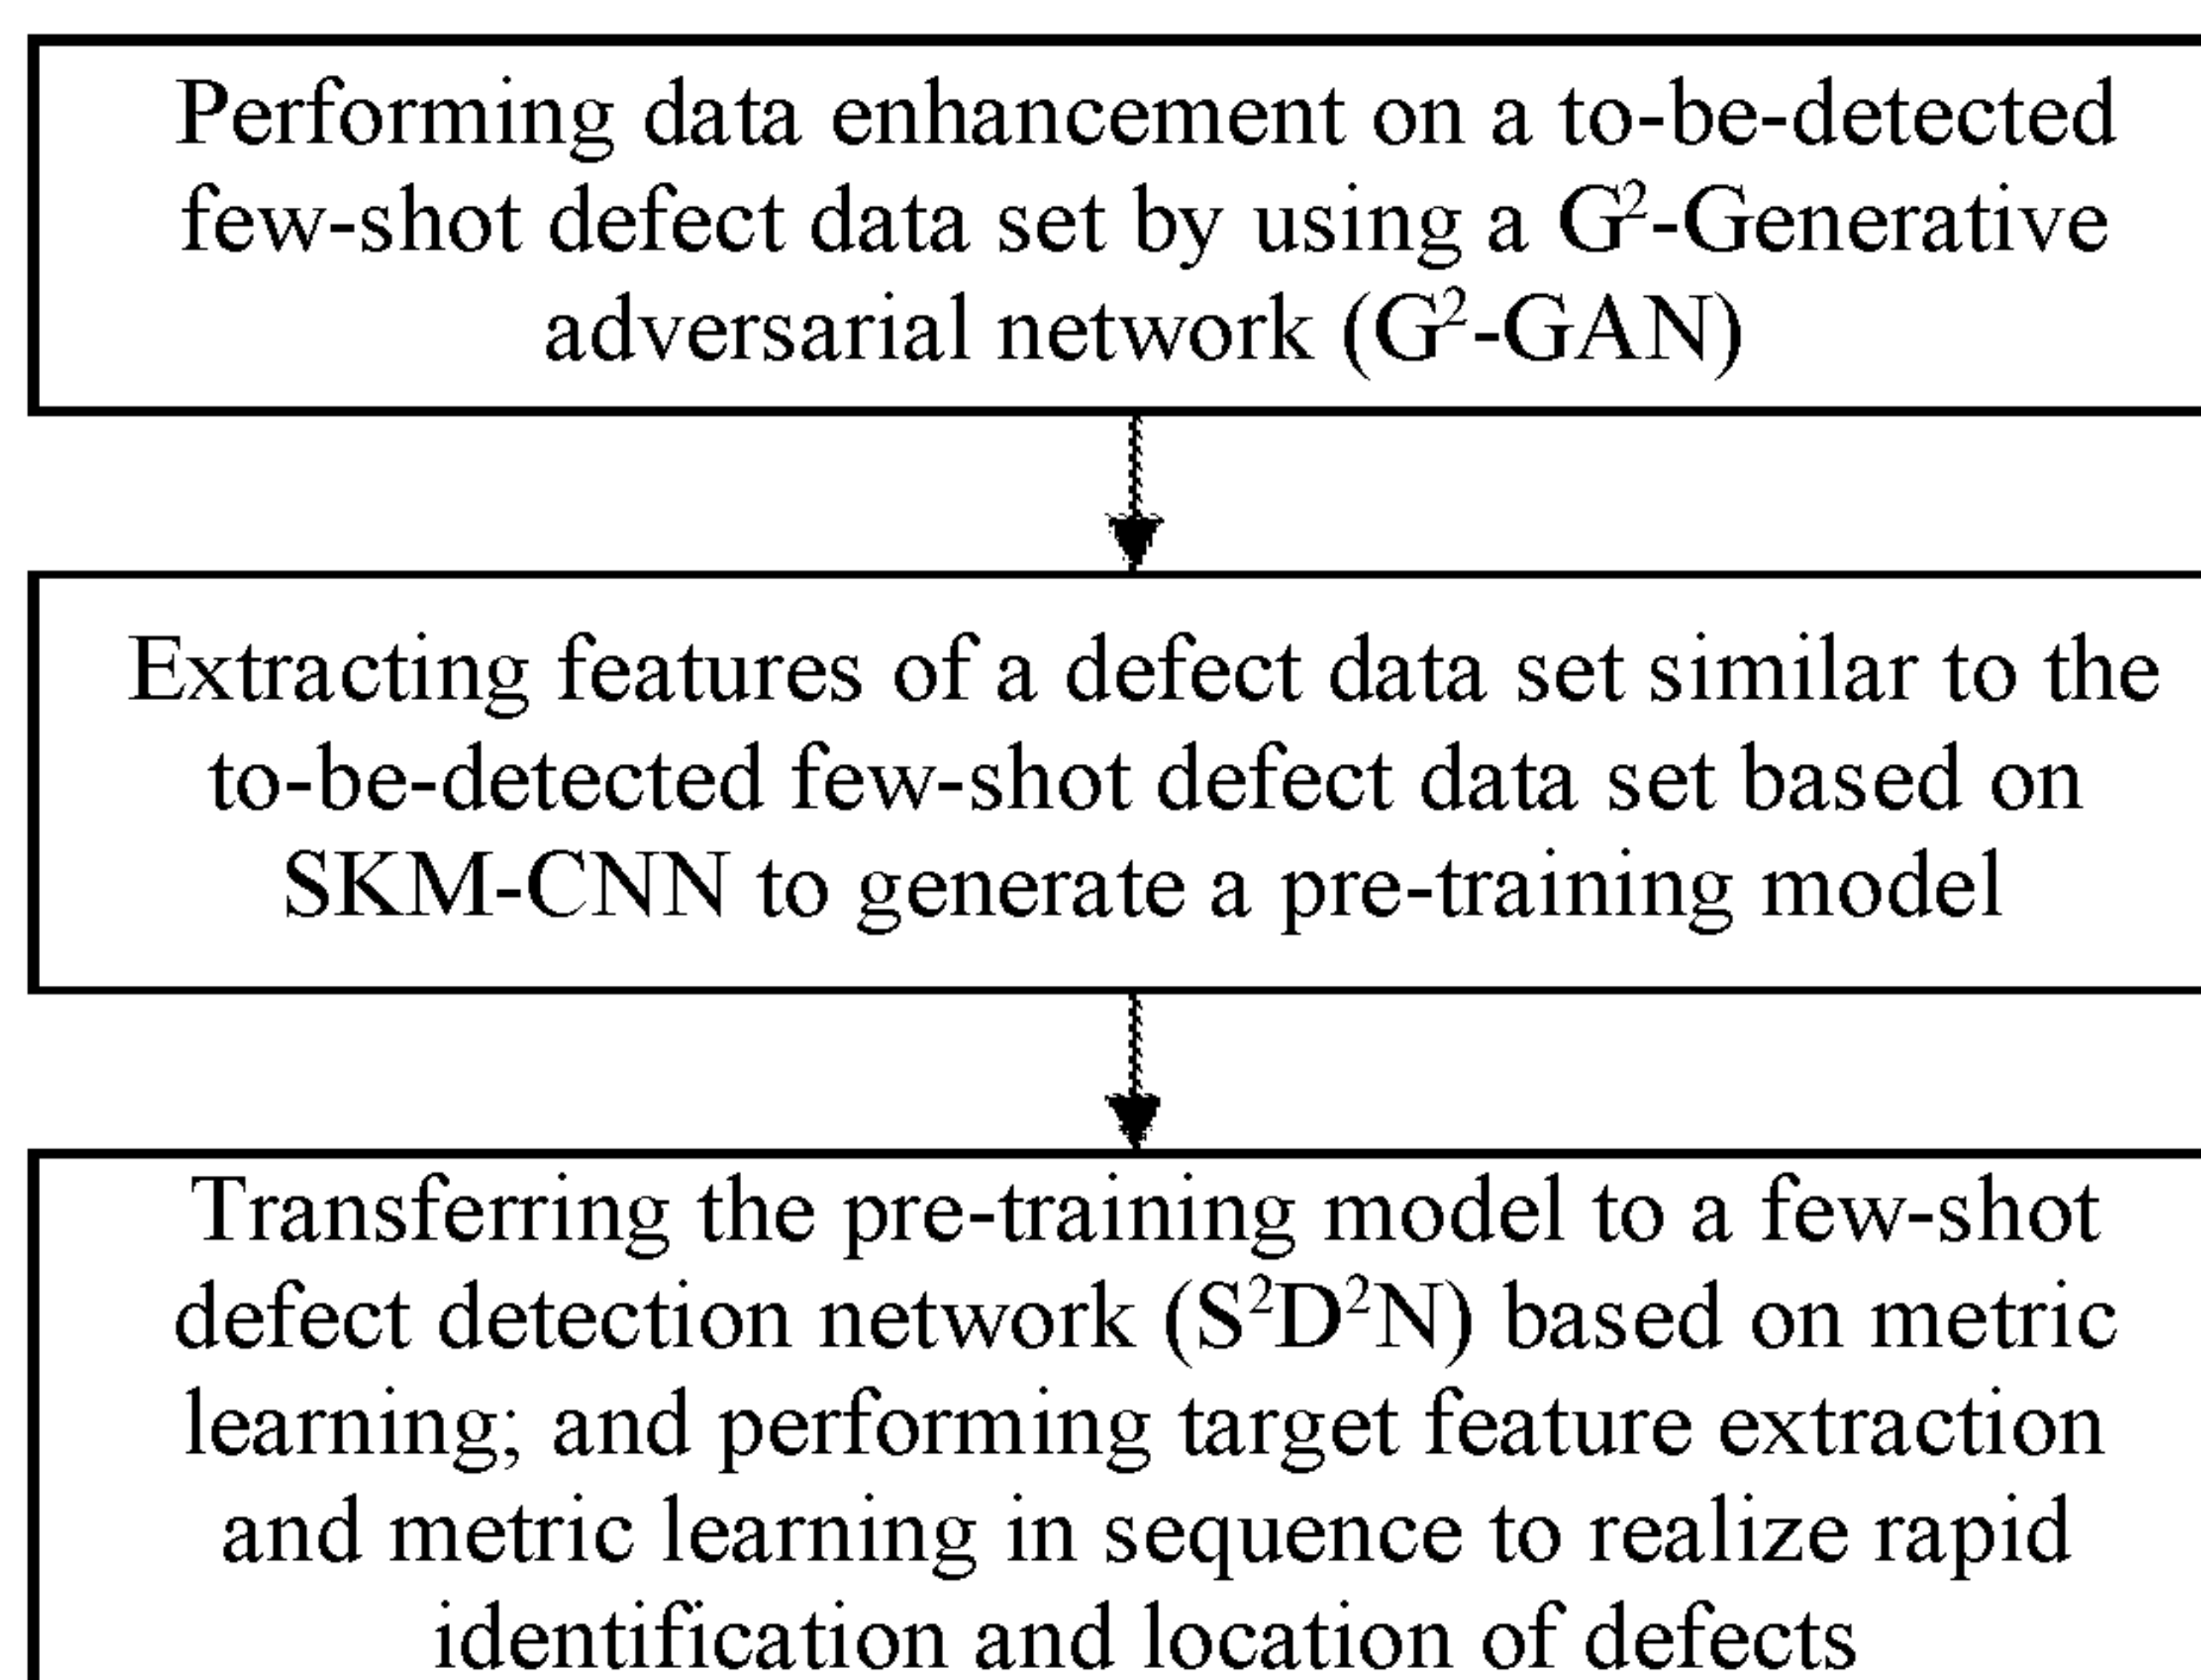 Performing data enhancement on a to-be-detected
few-shot defect data set by using a G²-Generative
adversarial network (G²-GAN)
Extracting features of a defect data set similar to the
to-be-detected few-shot defect data set based on
SKM-CNN to generate a pre-training model
Transferring the pre-training model to a few-shot
defect detection network (S²D²N) based on metric
learning; and performing target feature extraction
and metric learning in sequence to realize rapid
identification and location of defects